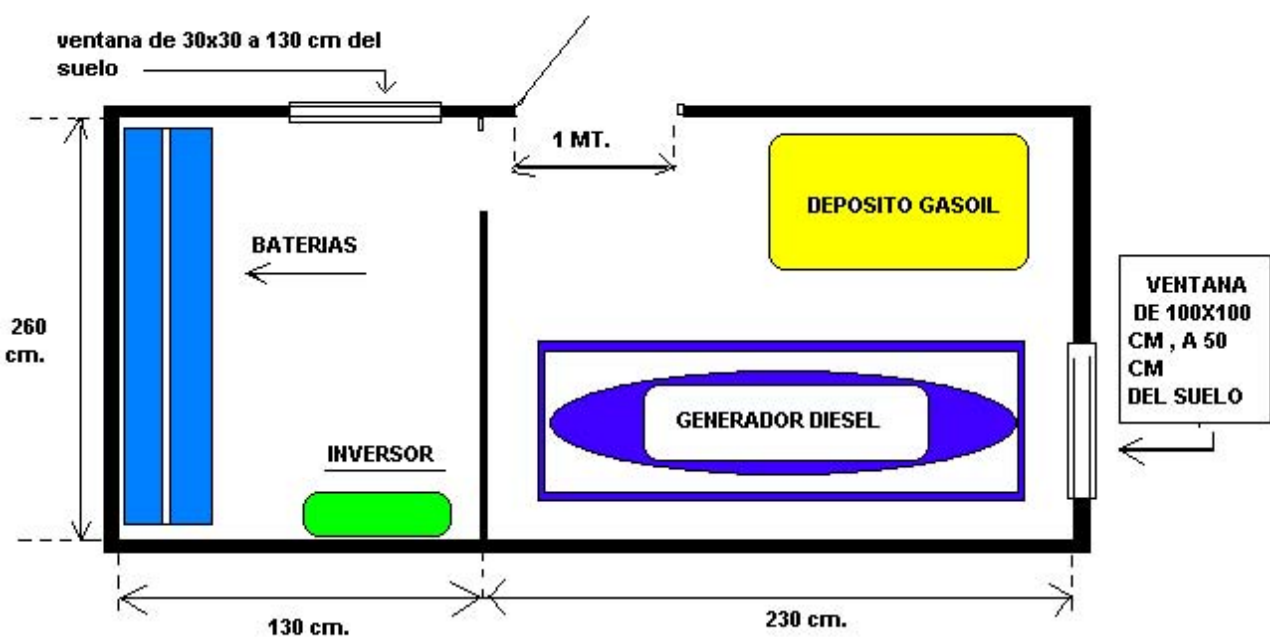 ventana de 30x30 a 130 cm del
suelo
1 MT.
DEPOSITO GASOIL
BATERIAS
VENTANA
DE 100X100
CM , A 50
CM
DEL SUELO
260
cm.
GENERADOR DIESEL
INVERSOR
130 cm.
230 cm.